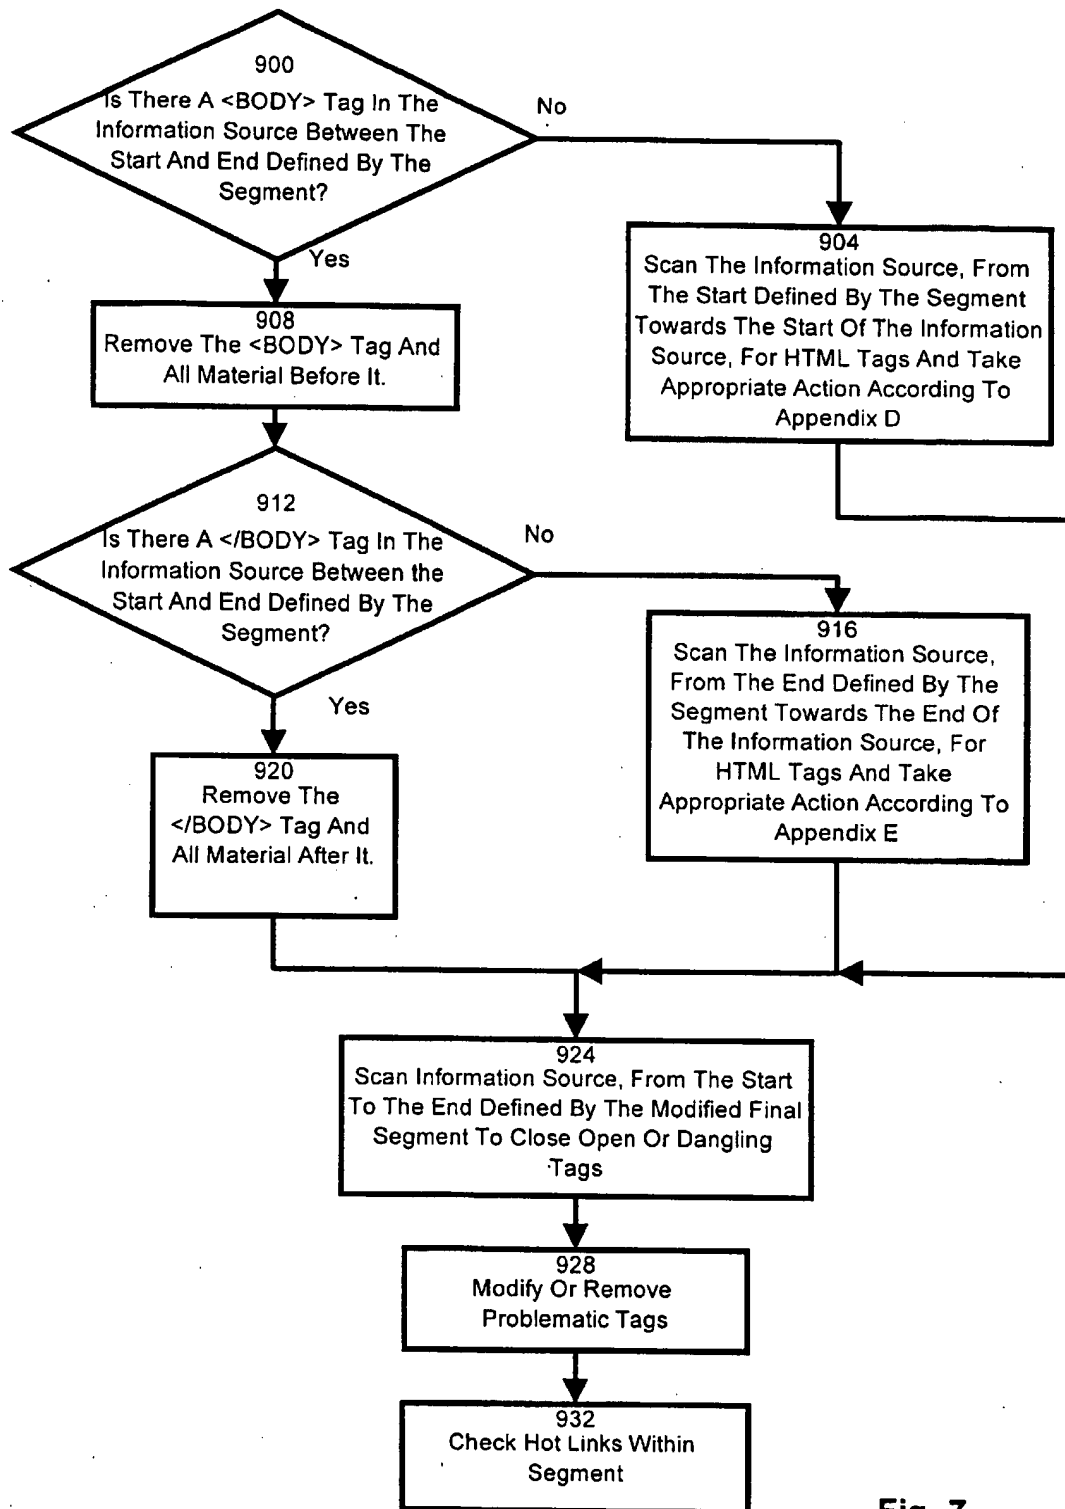 900
Is There A <BODY> Tag In The
Information Source Between The
Start And End Defined By The
Segment?
No
Yes
904
Scan The Information Source, From
The Start Defined By The Segment
Towards The Start Of The Information
Source, For HTML Tags And Take
Appropriate Action According To
Appendix D
908
Remove The <BODY> Tag And
All Material Before It.
912
Is There A </BODY> Tag In The
Information Source Between the
Start And End Defined By The
Segment?
No
Yes
916
Scan The Information Source,
From The End Defined By The
Segment Towards The End Of
The Information Source, For
HTML Tags And Take
Appropriate Action According To
Appendix E
920
Remove The
</BODY> Tag And
All Material After It.
924
Scan Information Source, From The Start
To The End Defined By The Modified Final
Segment To Close Open Or Dangling
Tags
928
Modify Or Remove
Problematic Tags
932
Check Hot Links Within
Segment
Fig. 7